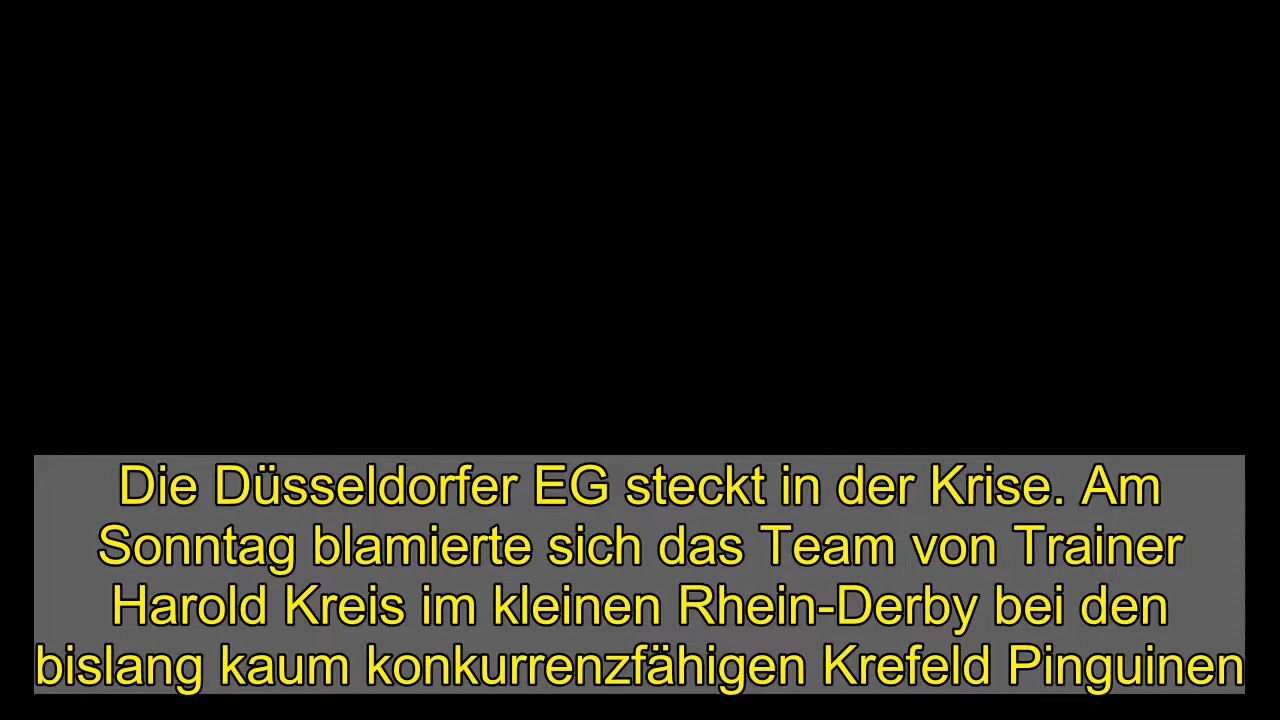 Die Düsseldorfer EG steckt in der Krise. Am
Sonntag blamierte sich das Team von Trainer
Harold Kreis im kleinen Rhein-Derby bei den
bislang kaum konkurrenzfähigen Krefeld Pinguinen